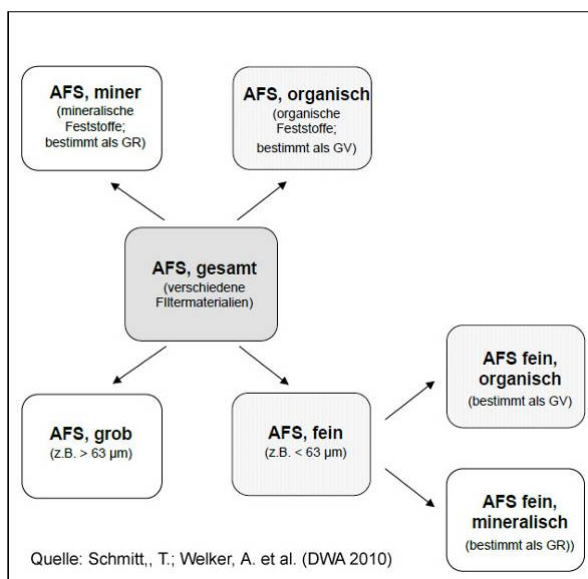 AFS, miner
(mineralische
Feststoffe;
bestimmt als GR)
AFS, organisch
(organische
Feststoffe;
bestimmt als GV)
AFS, gesamt
(verschiedene
FIltermaterialien)
AFS, grob
(z.B. > 63 µm)
AFS, fein
(z.B. < 63 µm)
AFS fein,
organisch
(bestimmt als GV)
AFS fein,
mineralisch
(bestimmt als GR))
Quelle: Schmitt,, T.; Welker, A. et al. (DWA 2010)